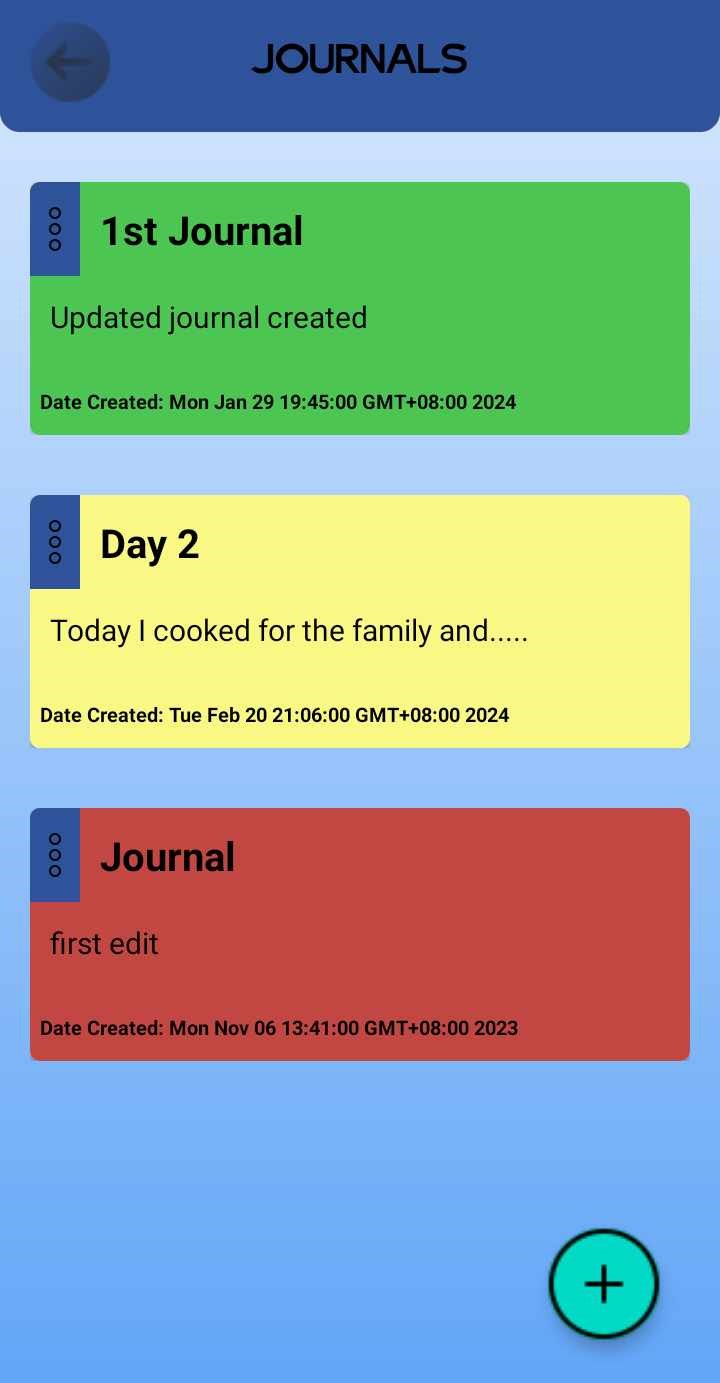 JOURNALS
1st Journal
Updated journal created
Date Created: Mon Jan 29 19:45:00 GMT+08:00 2024
Day 2
Today I cooked for the family and.....
Date Created: Tue Feb 20 21:06:00 GMT+08:00 2024
Journal
first edit
Date Created: Mon Nov 06 13:41:00 GMT+08:00 2023